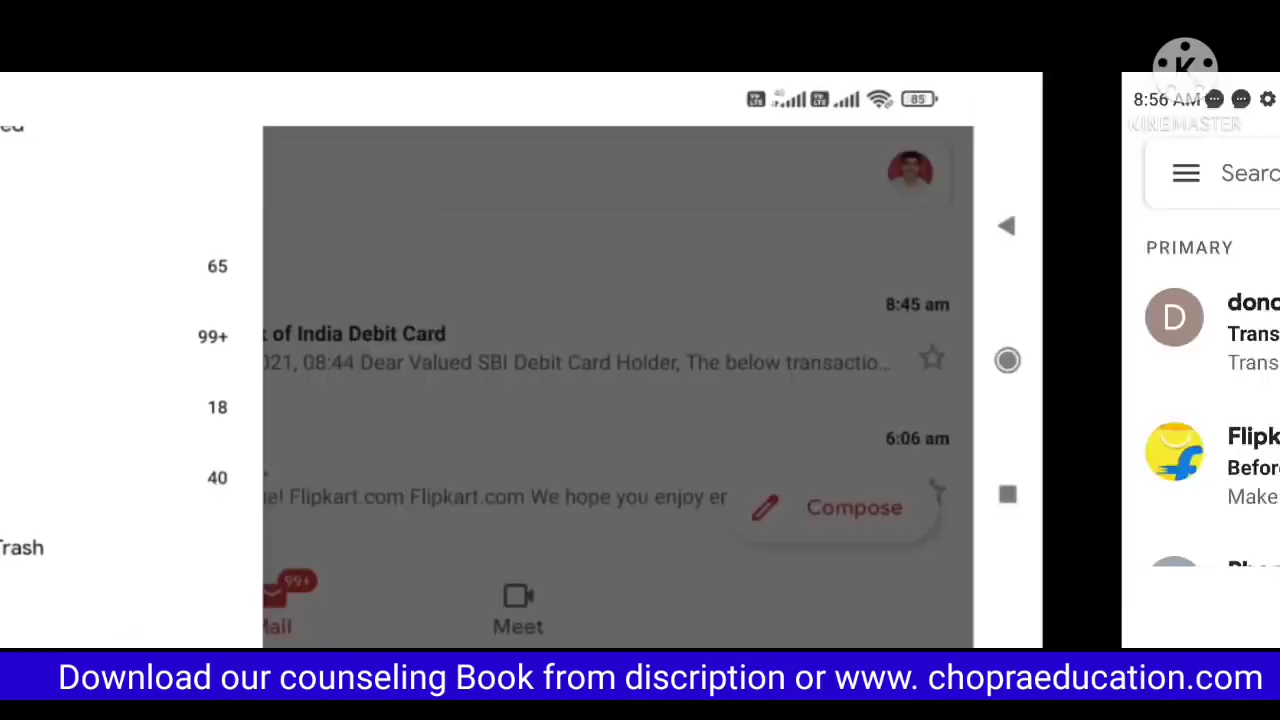 85
8:56 AM
KINEMASTER
Searc
PRIMARY
65
8:45 am
D
99+
of India Debit Card
021, 08:44 Dear Valued SBI Debit Card Holder, The below transactio...
Trans
Trans
18
6:06 am
Flipk
Befor
40
Flipkart.com Flipkart.com We hope you enjoy er
Compose
Make
Trash
99+
Mail
Meet
Download our counseling Book from discription or www. chopraeducation.com